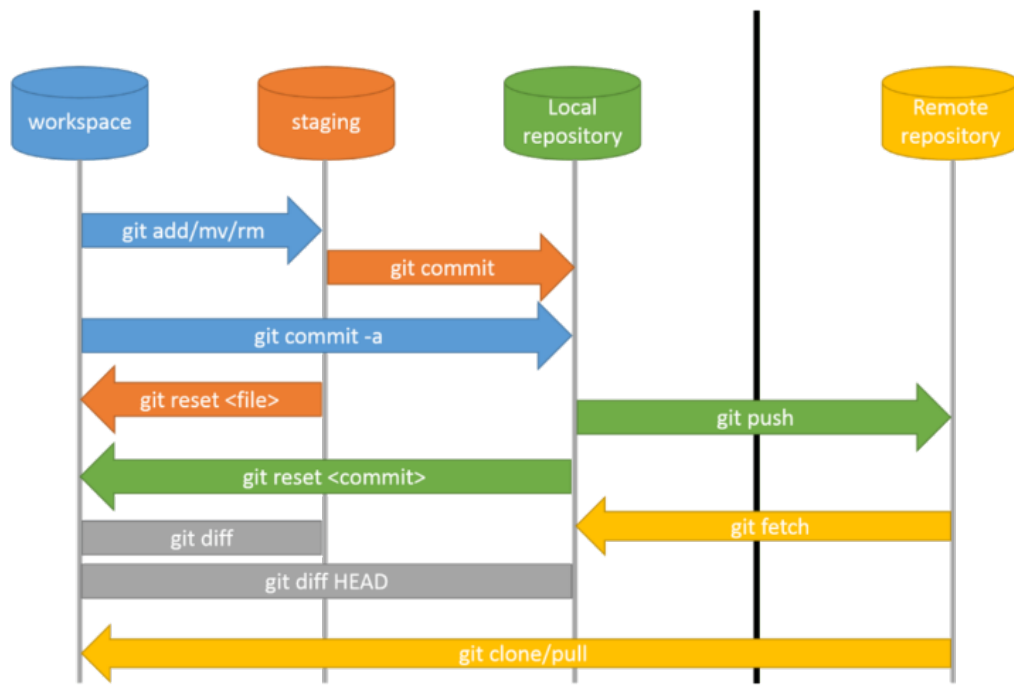 workspace
staging
Local
repository
Remote
repository
git add/mv/rm
git commit
git commit -a
git reset <file>
git push
git reset <commit>
git fetch
git diff
git diff HEAD
git clone/pull